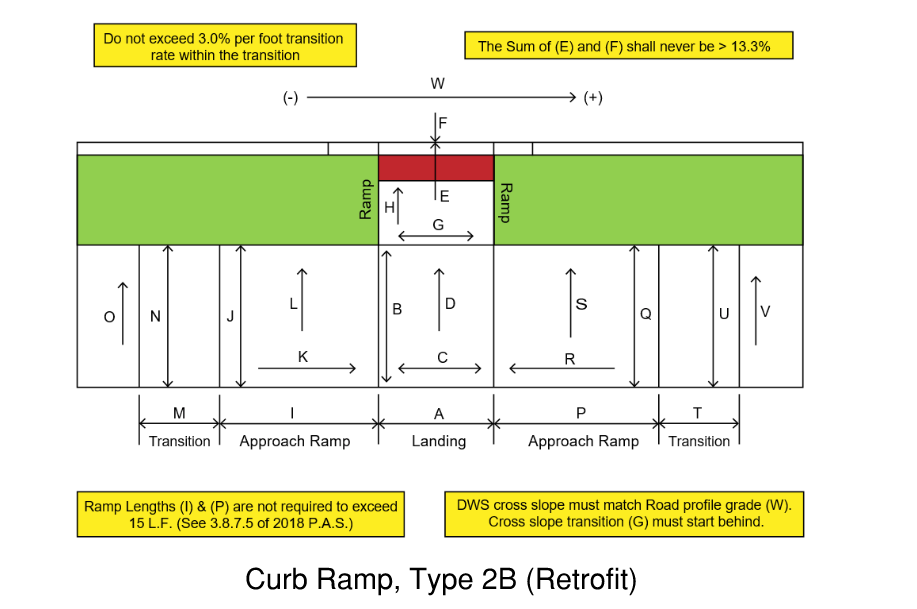 Do not exceed 3.0% per foot transition
rate within the transition
The Sum of (E) and (F) shall never be > 13.3%
W
(-)
(+)
F
Ramp
E
H
G
Ramp
O
N
J
L
K
B
D
C
S
R
Q
U
V
M
I
A
P
T
Transition
Approach Ramp
Landing
Approach Ramp
Transition
Ramp Lengths (I) & (P) are not required to exceed
15 L.F. (See 3.8.7.5 of 2018 P.A.S.)
DWS cross slope must match Road profile grade (W).
Cross slope transition (G) must start behind.
Curb Ramp, Type 2B (Retrofit)